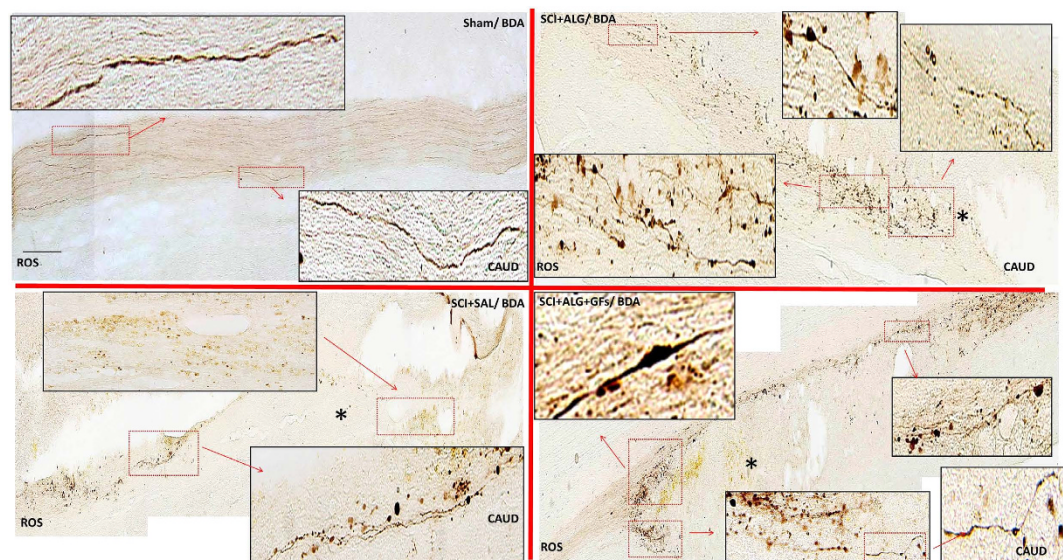 Sham/ BDA
ROS
CAUD
SCI+ALG/ BDA
*
ROS
CAUD
SCI+SAL/ BDA
*
ROS
CAUD
SCI+ALG+GFs/ BDA
*
ROS
CAUD